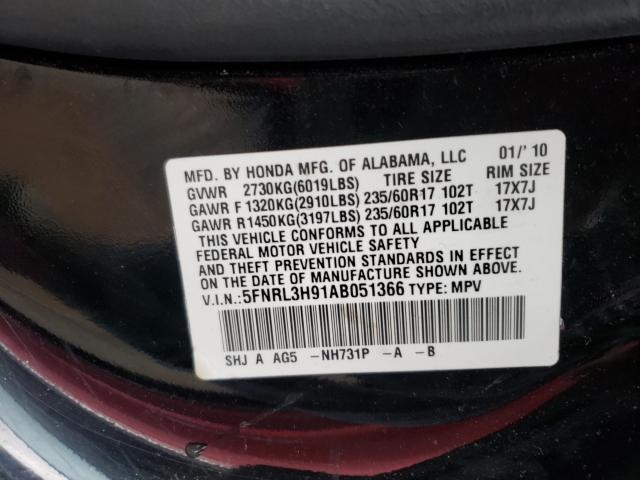 MFD. BY HONDA MFG. OF ALABAMA, LLC 01/'10
GVWR 2730KG(6019LBS) TIRE SIZE RIM SIZE
GAWR F 1320KG(2910LBS) 235/60R17 102T 17X7J
GAWR R1450KG(3197LBS) 235/60R17 102T 17X7J
THIS VEHICLE CONFORMS TO ALL APPLICABLE
FEDERAL MOTOR VEHICLE SAFETY
AND THEFT PREVENTION STANDARDS IN EFFECT
ON THE DATE OF MANUFACTURE SHOWN ABOVE.
V.I.N.:5FNRL3H91AB051366 TYPE: MPV
SHJ A AG5 -NH731P -A -B